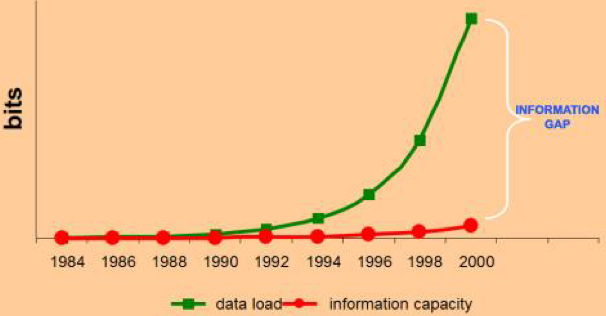 bits
INFORMATION
GAP
1984 1986 1988 1990 1992 1994 1996 1998 2000
data load information capacity